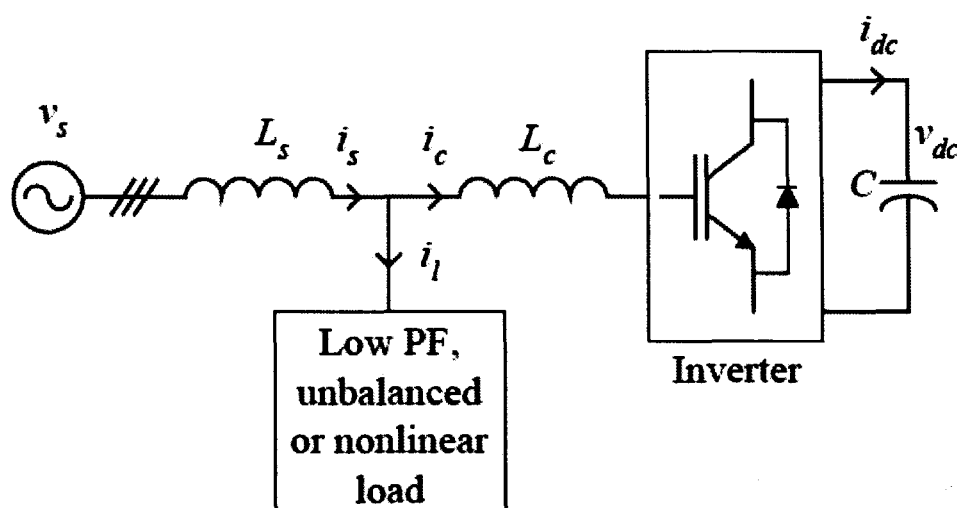 v_s
L_s
i_s
i_c
L_c
i_dc
v_dc
C
i_l
Low PF,
unbalanced
or nonlinear
load
Inverter